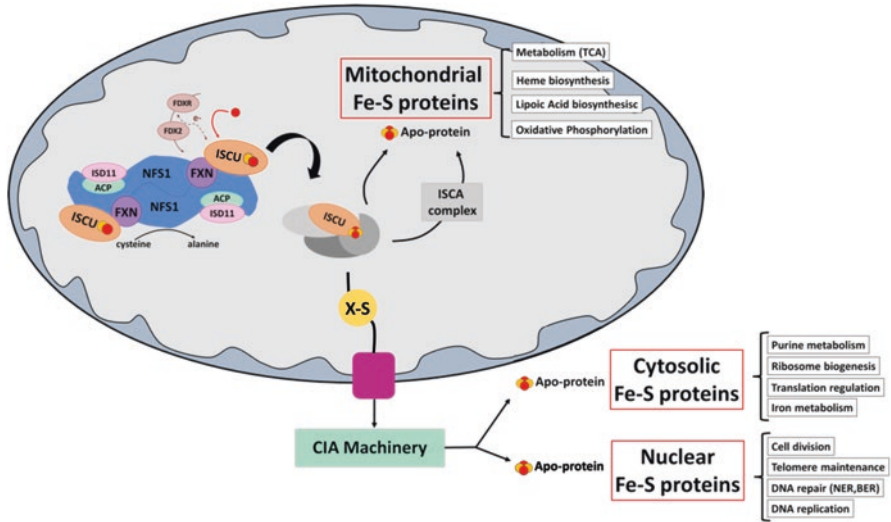 Mitochondrial
Fe-S proteins
Metabolism (TCA)
Heme biosynthesis
Lipoic Acid biosynthesisc
Oxidative Phosphorylation
Apo-protein
FDXR
e-
FDX2
ISCU
ISD11
ACP
NFS1
FXN
NFS1
ACP
ISD11
FXN
ISCU
cysteine
alanine
ISCU
ISCA
complex
X-S
CIA Machinery
Apo-protein
Cytosolic
Fe-S proteins
Purine metabolism
Ribosome biogenesis
Translation regulation
Iron metabolism
Apo-protein
Nuclear
Fe-S proteins
Cell division
Telomere maintenance
DNA repair (NER,BER)
DNA replication